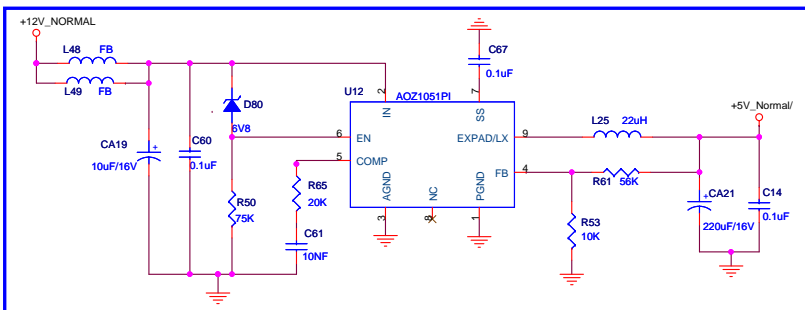 +12V_NORMAL
L48 FB
L49 FB
CA19
+
10uF/16V
C60
0.1uF
D80
6V8
R50
75K
R65
20K
C61
10NF
C67
0.1uF
U12
AOZ1051PI
2
IN
7
SS
6
EN
5
COMP
EXPAD/LX
9
FB
4
AGND
3
NC
8
PGND
1
L25 22uH
+5V_Normal/
R61 56K
R53
10K
+
CA21
220uF/16V
C14
0.1uF